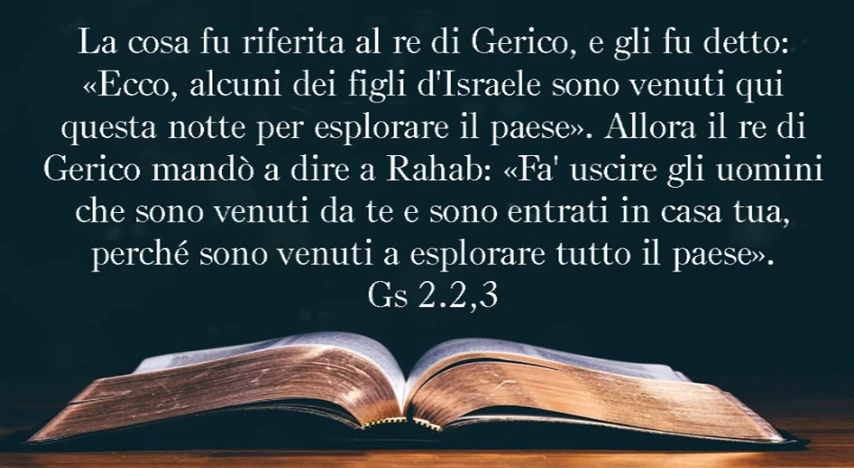 La cosa fu riferita al re di Gerico, e gli fu detto:
«Ecco, alcuni dei figli d'Israele sono venuti qui
questa notte per esplorare il paese». Allora il re di
Gerico mandò a dire a Rahab: «Fa' uscire gli uomini
che sono venuti da te e sono entrati in casa tua,
perché sono venuti a esplorare tutto il paese».
Gs 2.2,3